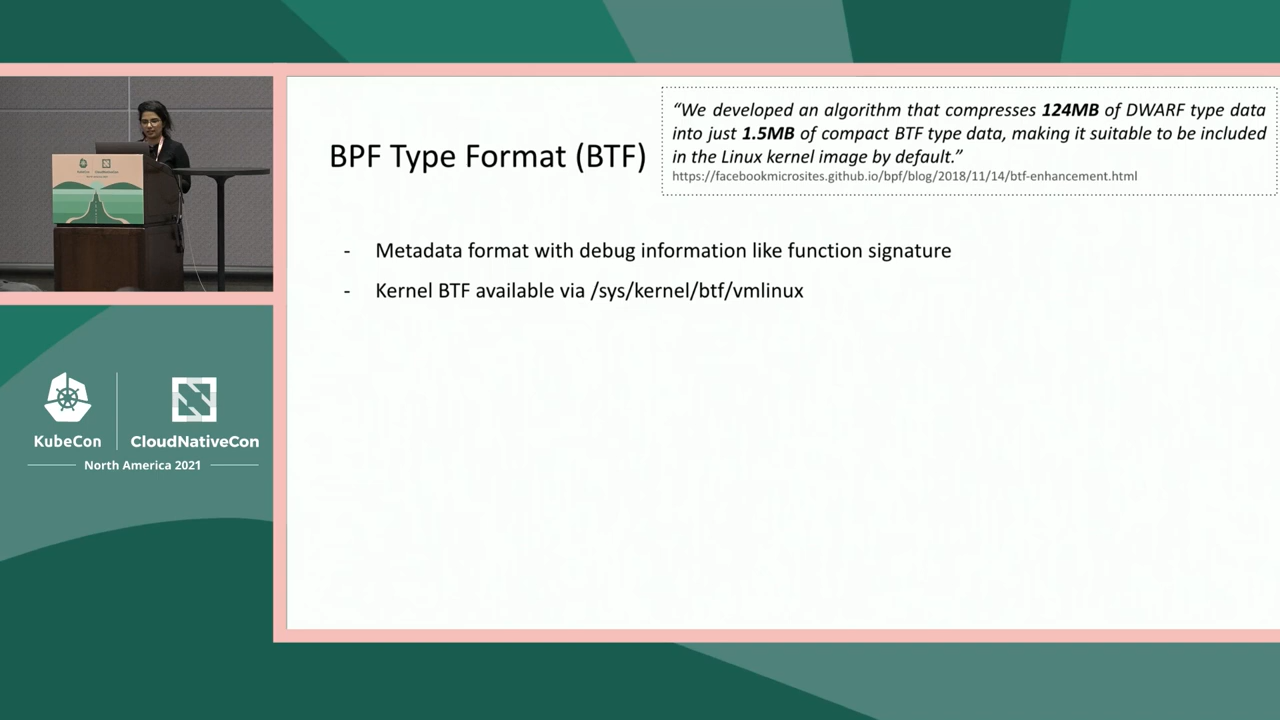 BPF Type Format (BTF)
“We developed an algorithm that compresses 124MB of DWARF type data
into just 1.5MB of compact BTF type data, making it suitable to be included
in the Linux kernel image by default.”
https://facebookmicrosites.github.io/bpf/blog/2018/11/14/btf-enhancement.html
- Metadata format with debug information like function signature
- Kernel BTF available via /sys/kernel/btf/vmlinux
KubeCon
CloudNativeCon
North America 2021